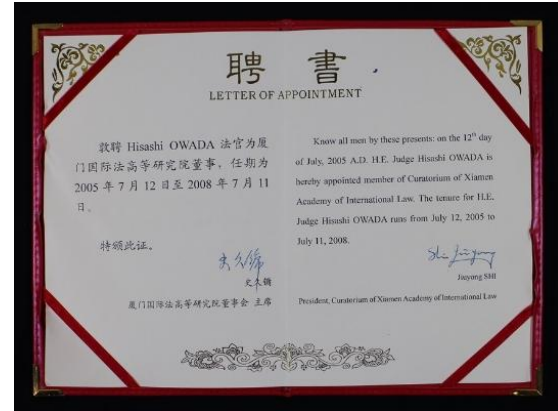 聘 书
LETTER OF APPOINTMENT
敦聘 Hisashi OWADA 法官为厦
门国际法高等研究院董事，任期为
2005 年 7 月 12 日至 2008 年 7 月 11
日。
特颁此证。
史久镛
史久镛
厦门国际法高等研究院董事会 主席
Know all men by these presents: on the 12th day
of July, 2005 A.D. H.E. Judge Hisashi OWADA is
hereby appointed member of Curatorium of Xiamen
Academy of International Law. The tenure for H.E.
Judge Hisashi OWADA runs from July 12, 2005 to
July 11, 2008.
Shi Jiuyong
Jiuyong SHI
President, Curatorium of Xiamen Academy of International Law